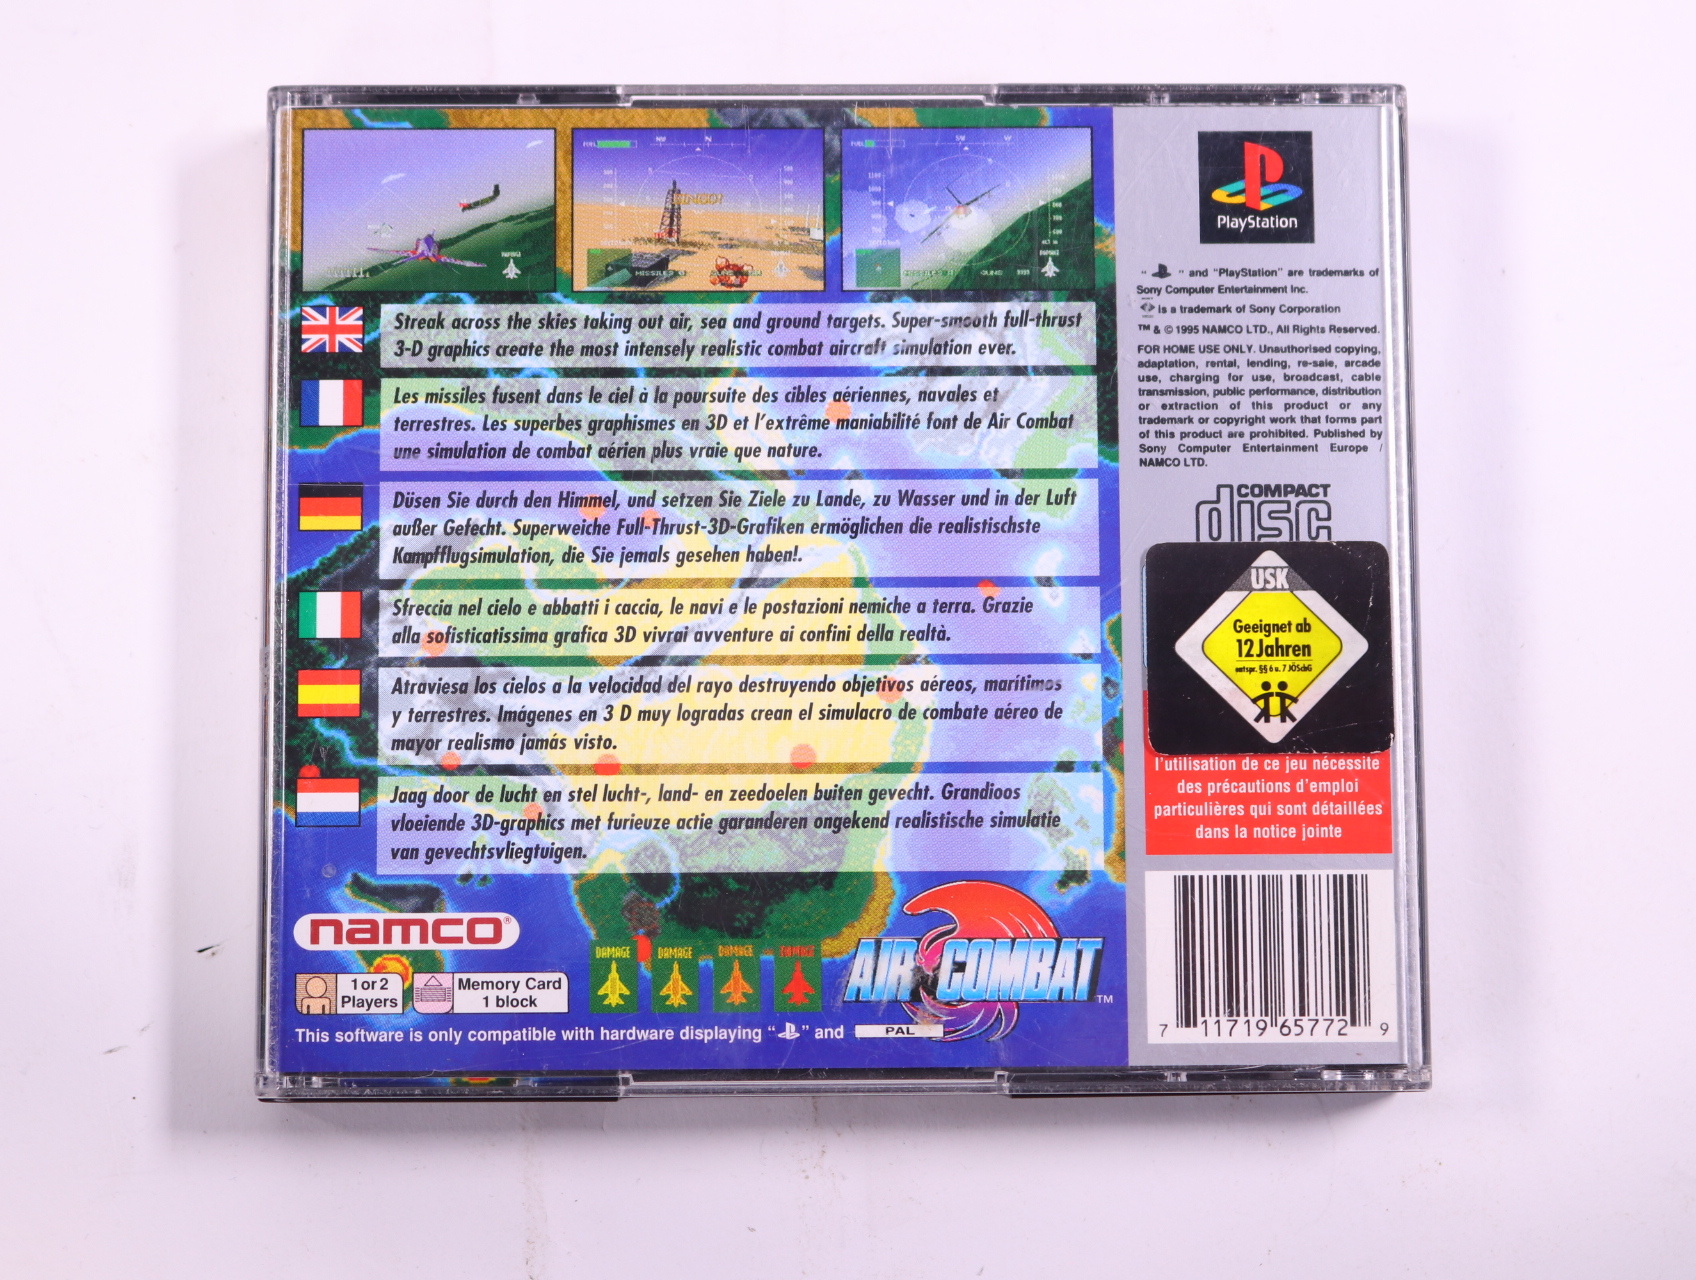 Streak across the skies taking out air, sea and ground targets. Super-smooth full-thrust
3-D graphics create the most intensely realistic combat aircraft simulation ever.
Les missiles fusent dans le ciel à la poursuite des cibles aériennes, navales et
terrestres. Les superbes graphismes en 3D et l'extrême maniabilité font de Air Combat
une simulation de combat aérien plus vraie que nature.
Düsen Sie durch den Himmel, und setzen Sie Ziele zu Lande, zu Wasser und in der Luft
außer Gefecht. Superweiche Full-Thrust-3D-Grafiken ermöglichen die realistischste
Kampfflugsimulation, die Sie jemals gesehen haben!.
Sfreccia nel cielo e abbatti i caccia, le navi e le postazioni nemiche a terra. Grazie
alla sofisticatissima grafica 3D vivrai avventure ai confini della realtà.
Atraviesa los cielos a la velocidad del rayo destruyendo objetivos aéreos, marítimos
y terrestres. Imágenes en 3 D muy logradas crean el simulacro de combate aéreo de
mayor realismo jamás visto.
Jaag door de lucht en stel lucht-, land- en zeedoelen buiten gevecht. Grandioos
vloeiende 3D-graphics met furieuze actie garanderen ongekend realistische simulatie
van gevechtsvliegtuigen.
namco®
DAMAGE DAMAGE DAMAGE DAMAGE
AIR COMBAT™
1 or 2
Players
Memory Card
1 block
This software is only compatible with hardware displaying " " and PAL
PlayStation
" " and "PlayStation" are trademarks of
Sony Computer Entertainment Inc.
is a trademark of Sony Corporation
™ & © 1995 NAMCO LTD., All Rights Reserved.
FOR HOME USE ONLY. Unauthorised copying,
adaptation, rental, lending, re-sale, arcade
use, charging for use, broadcast, cable
transmission, public performance, distribution
or extraction of this product or any
trademark or copyright work that forms part
of this product are prohibited. Published by
Sony Computer Entertainment Europe /
NAMCO LTD.
COMPACT
disc
USK
Geeignet ab
12 Jahren
entspr. §§ 6 u. 7 JÖSchG
l'utilisation de ce jeu nécessite
des précautions d'emploi
particulières qui sont détaillées
dans la notice jointe
7 11719 65772 9